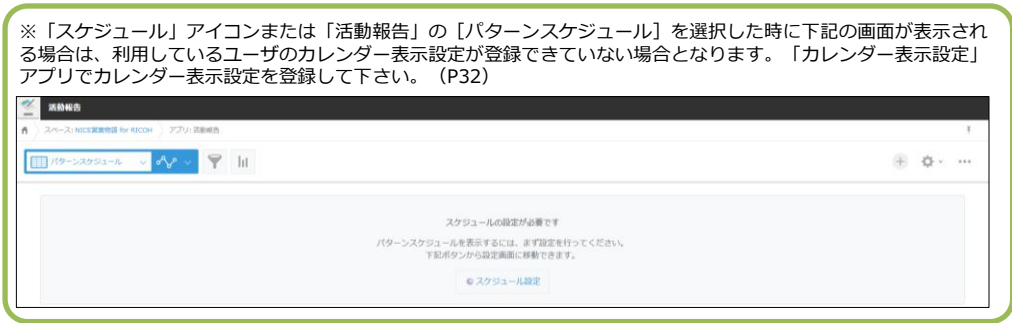 ※「スケジュール」アイコンまたは「活動報告」の［パターンスケジュール］を選択した時に下記の画面が表示され
る場合は、利用しているユーザのカレンダー表示設定が登録できていない場合となります。「カレンダー表示設定」
アプリでカレンダー表示設定を登録して下さい。（P32）
活動報告
スペース: NICS営業物語 for RICOH アプリ: 活動報告
パターンスケジュール
スケジュールの設定が必要です
パターンスケジュールを表示するには、まず設定を行ってください。
下記ボタンから設定画面に移動できます。
スケジュール設定